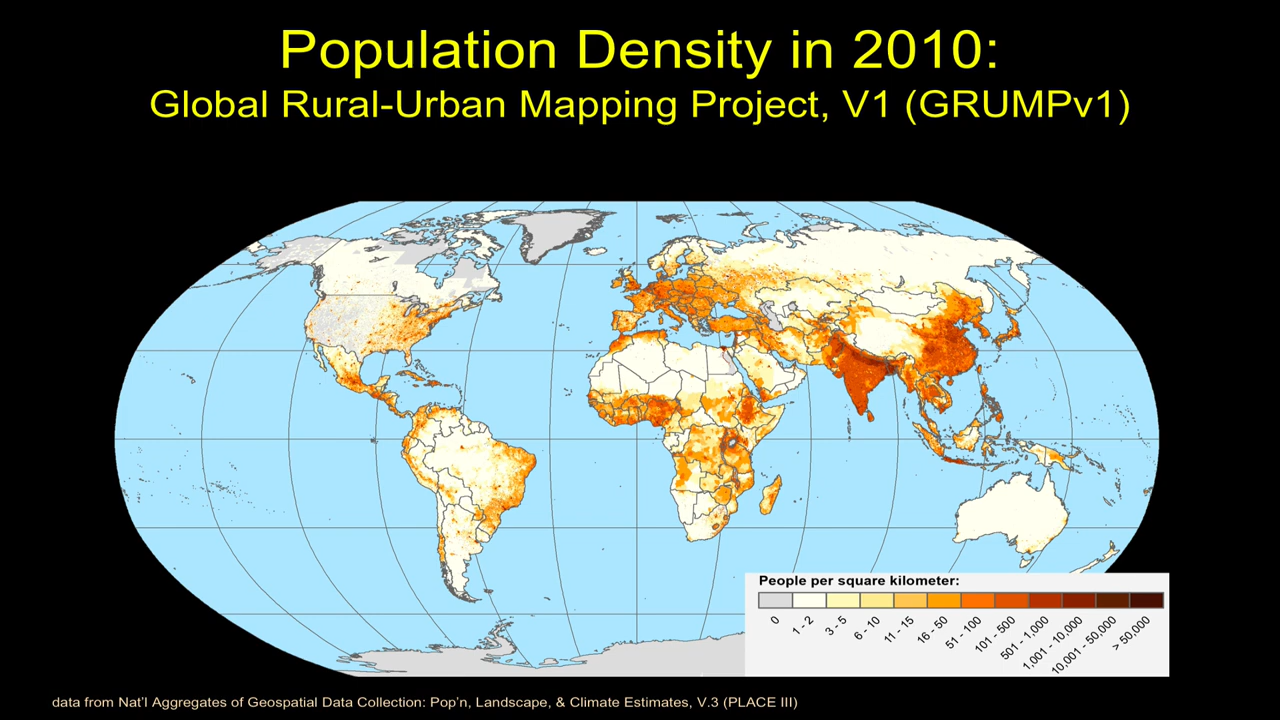 Population Density in 2010:
Global Rural-Urban Mapping Project, V1 (GRUMPv1)
People per square kilometer:
0
1 - 2
3 - 5
6 - 10
11 - 15
16 - 50
51 - 100
101 - 500
501 - 1,000
1,001 - 10,000
10,001 - 50,000
> 50,000
data from Nat'l Aggregates of Geospatial Data Collection: Pop'n, Landscape, & Climate Estimates, V.3 (PLACE III)